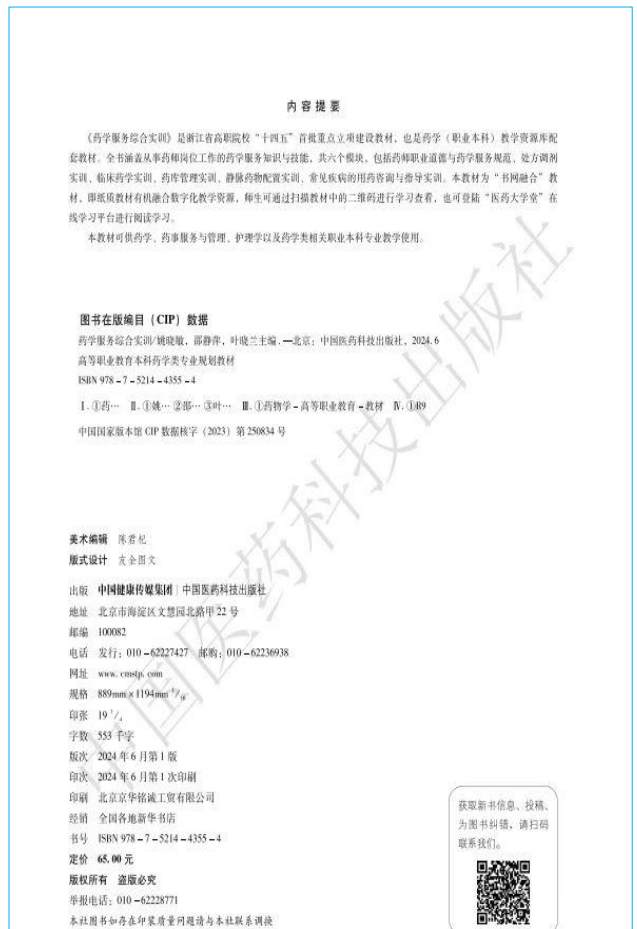 内 容 提 要
《药学服务综合实训》是浙江省高职院校“十四五”首批重点立项建设教材，也是药学（职业本科）教学资源库配
套教材。全书涵盖从事药师岗位工作的药学服务知识与技能，共六个模块，包括药师职业道德与药学服务规范、处方调剂
实训、临床药学实训、药库管理实训、静脉药物配置实训、常见疾病的用药咨询与指导实训。本教材为“书网融合”教
材，即纸质教材有机融合数字化教学资源，师生可通过扫描教材中的二维码进行学习查看，也可登陆“医药大学堂”在
线学习平台进行阅读学习。
本教材可供药学、药事服务与管理、护理学以及药学类相关职业本科专业教学使用。
图书在版编目（CIP）数据
药学服务综合实训/姚晓敏，邵静萍，叶晓兰主编．—北京：中国医药科技出版社，2024.6
高等职业教育本科药学类专业规划教材
ISBN 978-7-5214-4355-4
Ⅰ.①药… Ⅱ.①姚… ②邵… ③叶… Ⅲ.①药物学-高等职业教育-教材 Ⅳ.①R9
中国国家版本馆 CIP 数据核字（2023）第 250834 号
美术编辑 陈君杞
版式设计 友全图文
出版 中国健康传媒集团 | 中国医药科技出版社
地址 北京市海淀区文慧园北路甲 22 号
邮编 100082
电话 发行：010-62227427 邮购：010-62236938
网址 www.cmstp.com
规格 889mm×1194mm 1/16
印张 19 1/4
字数 553 千字
版次 2024 年 6 月第 1 版
印次 2024 年 6 月第 1 次印刷
印刷 北京京华铭诚工贸有限公司
经销 全国各地新华书店
书号 ISBN 978-7-5214-4355-4
定价 65.00 元
版权所有 盗版必究
举报电话：010-62228771
本社图书如存在印装质量问题请与本社联系调换
获取新书信息、投稿、
为图书纠错，请扫码
联系我们。
中国医药科技出版社